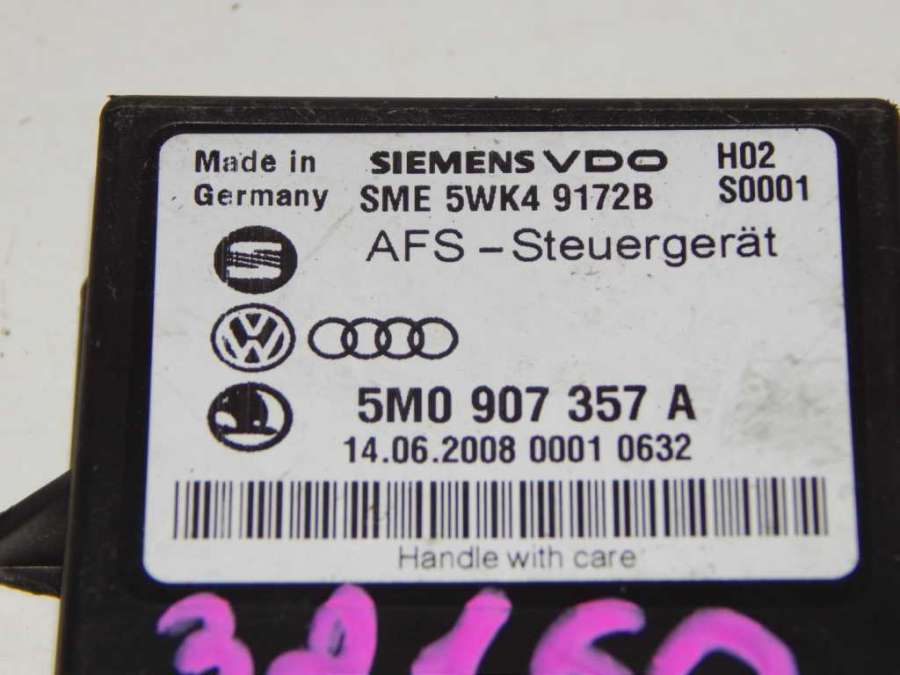 Made in SIEMENS VDO H02
Germany SME 5WK4 9172B S0001
AFS – Steuergerät
5M0 907 357 A
14.06.2008 0001 0632
Handle with care